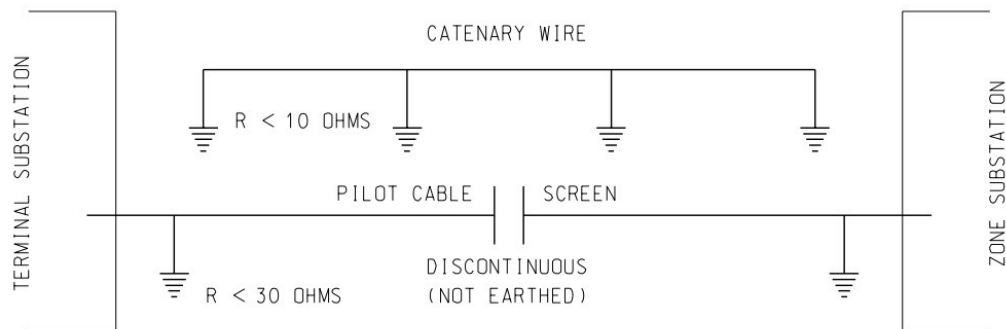 CATENARY WIRE
TERMINAL SUBSTATION
ZONE SUBSTATION
R < 10 OHMS
PILOT CABLE
SCREEN
DISCONTINUOUS
(NOT EARTHED)
R < 30 OHMS